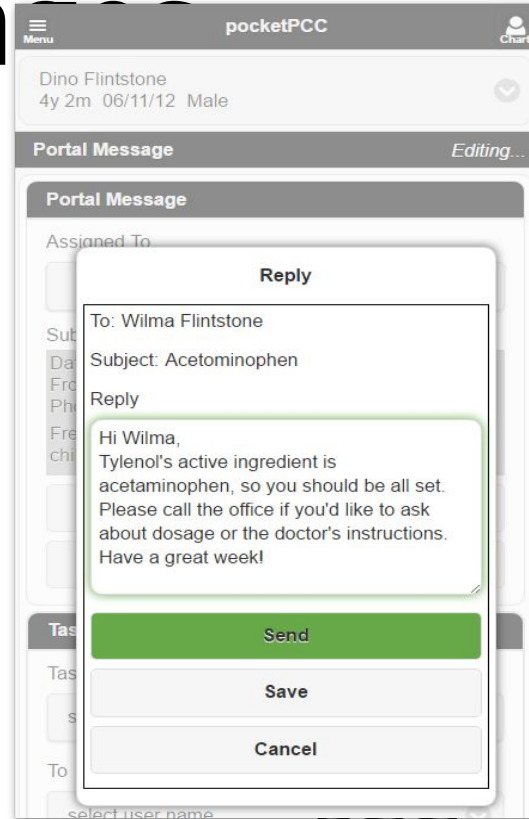 pocketPCC
Menu
Chart
Dino Flintstone
4y 2m 06/11/12 Male
Portal Message
Editing...
Portal Message
Assigned To
Reply
To: Wilma Flintstone
Subject: Acetominophen
Reply
Hi Wilma,
Tylenol's active ingredient is
acetaminophen, so you should be all set.
Please call the office if you'd like to ask
about dosage or the doctor's instructions.
Have a great week!
Send
Save
Cancel
To
select user name